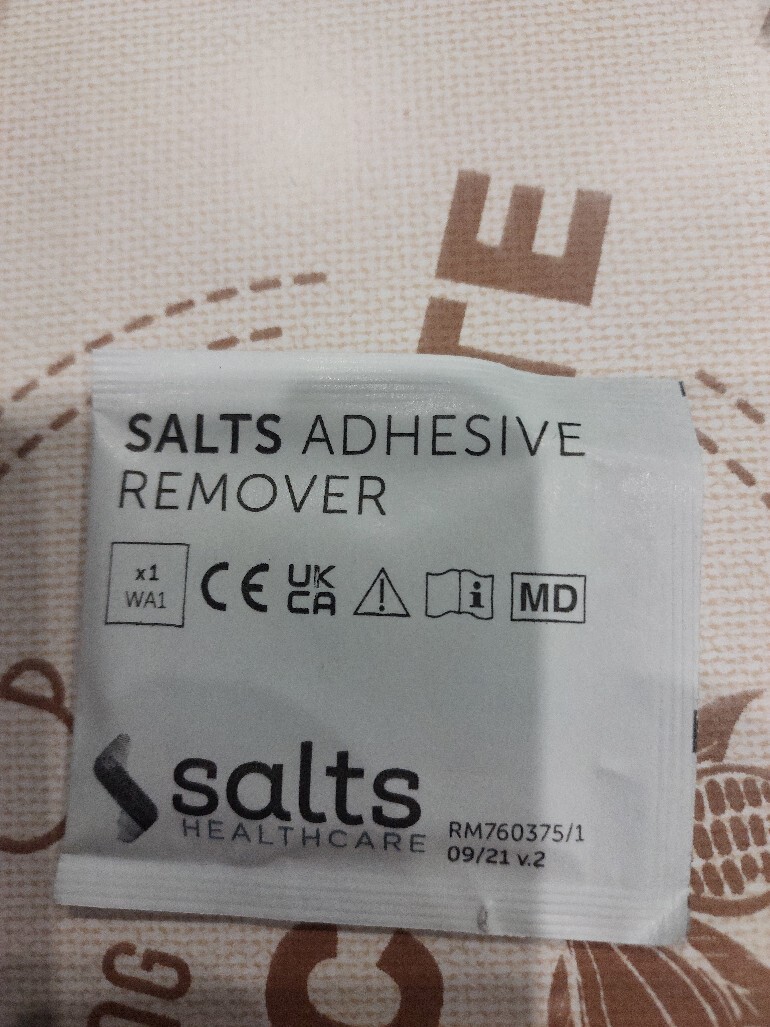 SALTS ADHESIVE
REMOVER
x1
WA1
CE
UK
CA
MD
salts
HEALTHCARE
RM760375/1
09/21 v.2